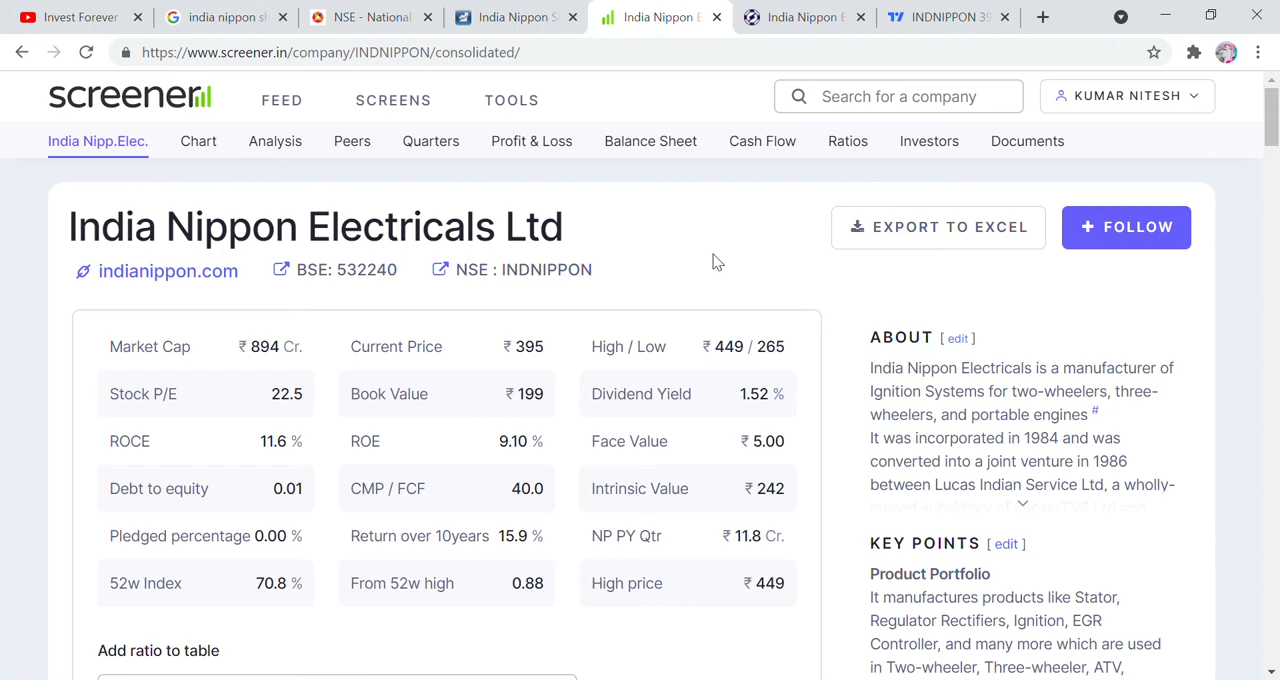 Invest Forever
india nippon sh
NSE - National
India Nippon S
India Nippon E
India Nippon E
INDNIPPON 39
https://www.screener.in/company/INDNIPPON/consolidated/
screener
FEED
SCREENS
TOOLS
Search for a company
KUMAR NITESH
India Nipp.Elec.
Chart
Analysis
Peers
Quarters
Profit & Loss
Balance Sheet
Cash Flow
Ratios
Investors
Documents
India Nippon Electricals Ltd
EXPORT TO EXCEL
+ FOLLOW
indianippon.com
BSE: 532240
NSE : INDNIPPON
Market Cap ₹ 894 Cr.
Current Price ₹ 395
High / Low ₹ 449 / 265
Stock P/E 22.5
Book Value ₹ 199
Dividend Yield 1.52 %
ROCE 11.6 %
ROE 9.10 %
Face Value ₹ 5.00
Debt to equity 0.01
CMP / FCF 40.0
Intrinsic Value ₹ 242
Pledged percentage 0.00 %
Return over 10years 15.9 %
NP PY Qtr ₹ 11.8 Cr.
52w Index 70.8 %
From 52w high 0.88
High price ₹ 449
Add ratio to table
ABOUT [ edit ]
India Nippon Electricals is a manufacturer of
Ignition Systems for two-wheelers, three-
wheelers, and portable engines #
It was incorporated in 1984 and was
converted into a joint venture in 1986
between Lucas Indian Service Ltd, a wholly-
owned subsidiary of Lucas-TVS Ltd and
KEY POINTS [ edit ]
Product Portfolio
It manufactures products like Stator,
Regulator Rectifiers, Ignition, EGR
Controller, and many more which are used
in Two-wheeler, Three-wheeler, ATV,